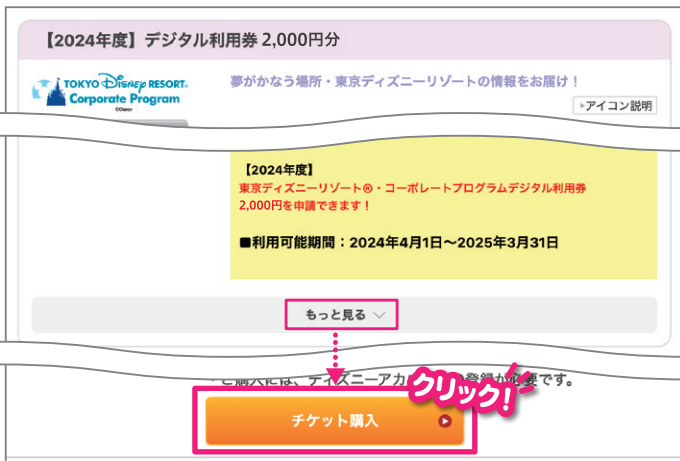 【2024年度】デジタル利用券 2,000円分
TOKYO Disney RESORT®
Corporate Program
©Disney
夢がかなう場所・東京ディズニーリゾートの情報をお届け！
▸アイコン説明
【2024年度】
東京ディズニーリゾート®・コーポレートプログラムデジタル利用券
2,000円を申請できます！
■利用可能期間：2024年4月1日～2025年3月31日
もっと見る
ご購入には、ディズニーアカ
登録が必要です。
クリック!
チケット購入